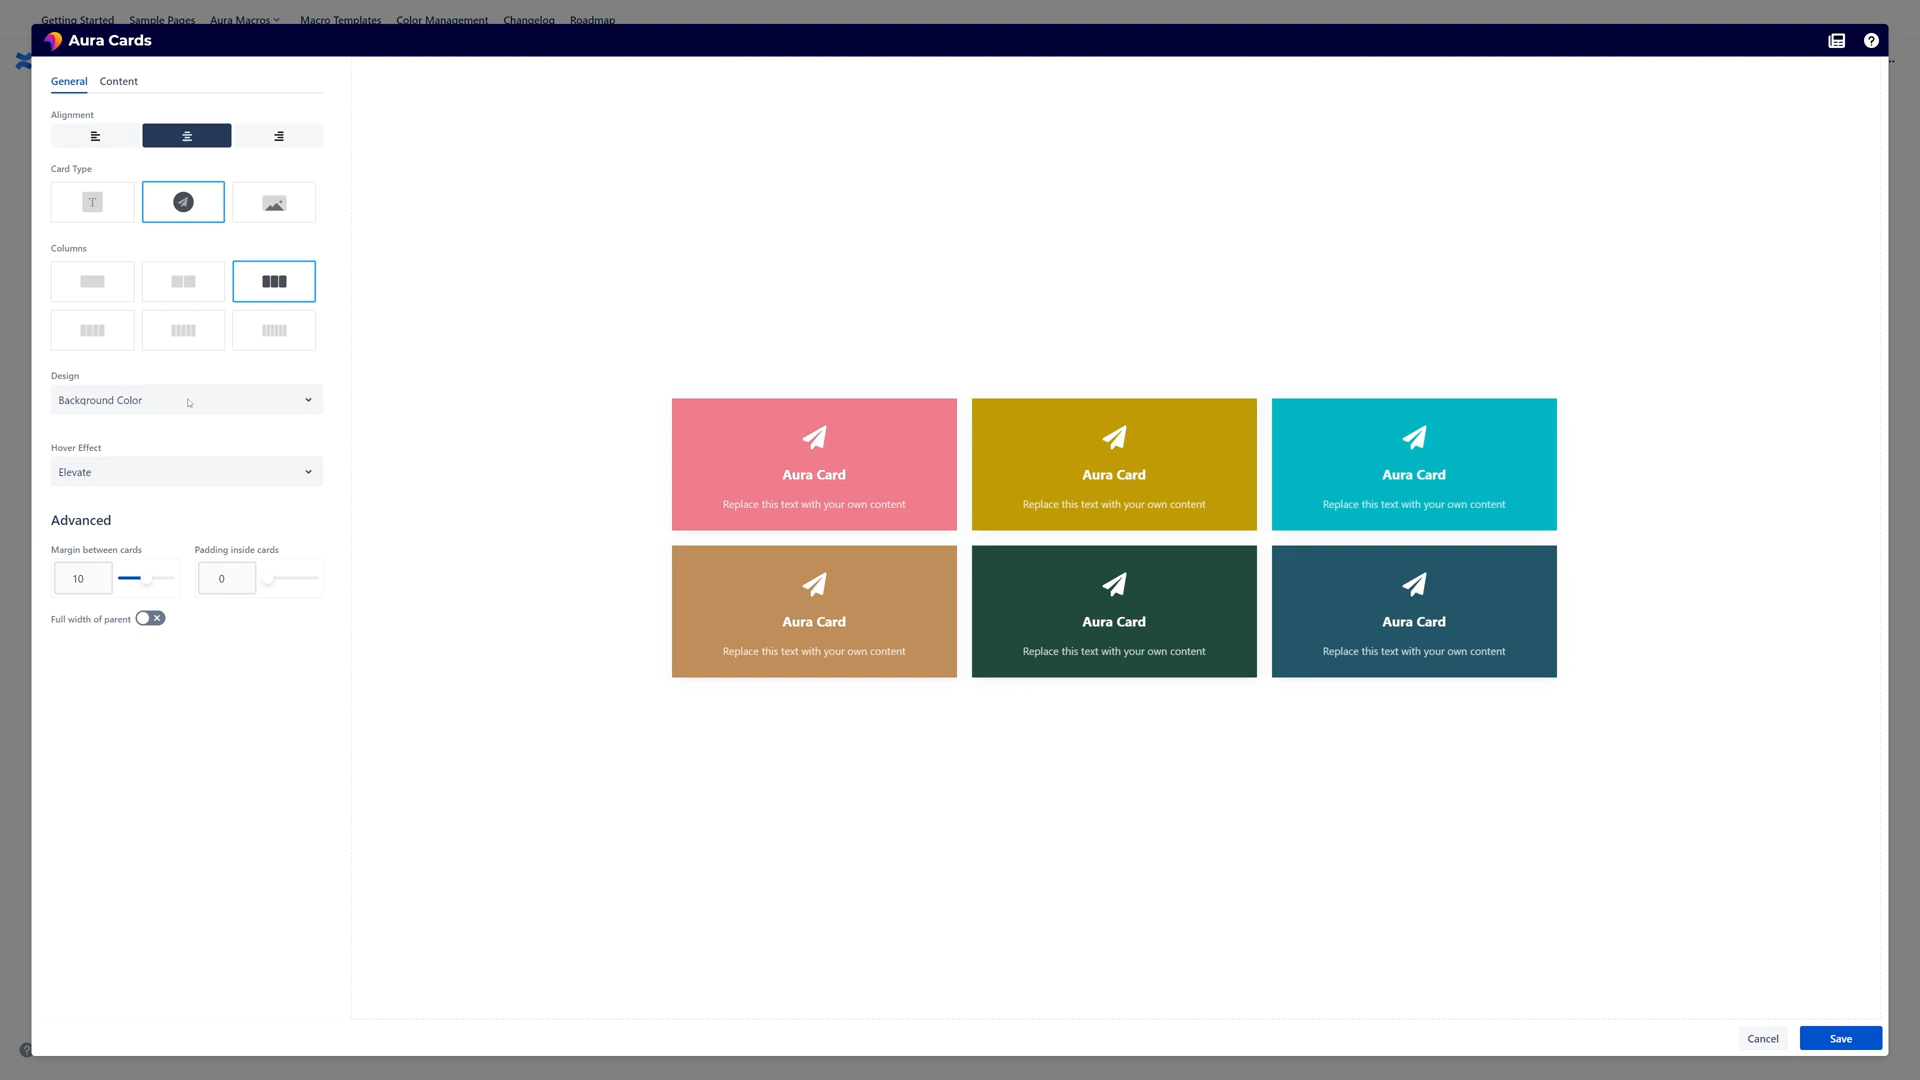 Getting Started Sample Pages Aura Macros Macro Templates Color Management Changelog Roadmap
Aura Cards
General Content
Alignment
Card Type
T
Columns
Design
Background Color
Hover Effect
Elevate
Advanced
Margin between cards Padding inside cards
10 0
Full width of parent
Aura Card Aura Card Aura Card
Replace this text with your own content Replace this text with your own content Replace this text with your own content
Aura Card Aura Card Aura Card
Replace this text with your own content Replace this text with your own content Replace this text with your own content
Cancel Save